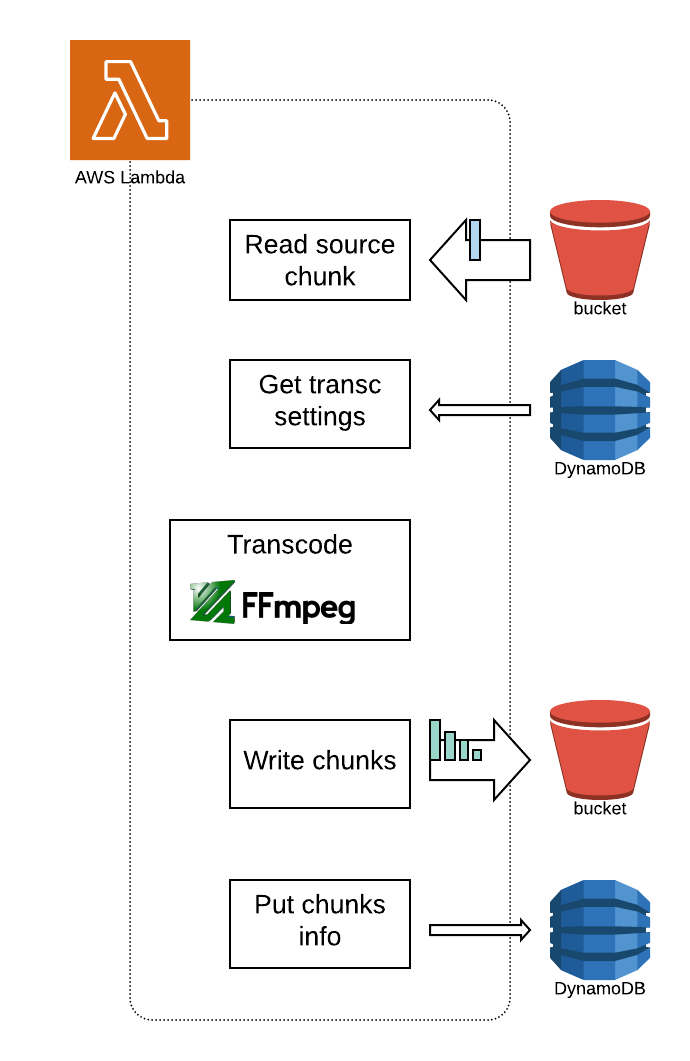 AWS Lambda
Read source
chunk
bucket
Get transc
settings
DynamoDB
Transcode
FFmpeg
Write chunks
bucket
Put chunks
info
DynamoDB